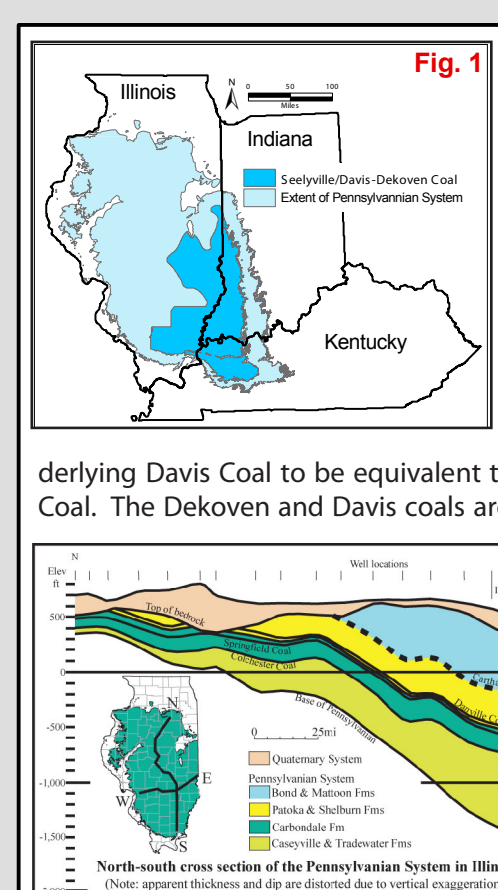 Fig. 1
N
0 50 100
Miles
Illinois
Indiana
Seelyville/Davis-Dekoven Coal
Extent of Pennsylvannian System
Kentucky
derlying Davis Coal to be equivalent
Coal. The Dekoven and Davis coals
N
Elev
ft
Well locations
500
0
-500
-1,000
-1,500
Top of bedrock
Springfield Coal
Colchester Coal
Base of Pennsylvanian
Danville
N
E
W
S
0 25mi
Quaternary System
Pennsylvanian System
Bond & Mattoon Fms
Patoka & Shelburn Fms
Carbondale Fm
Caseyville & Tradewater Fms
North-south cross section of the Pennsylvanian System in
(Note: apparent thickness and dip are distorted due to vertical